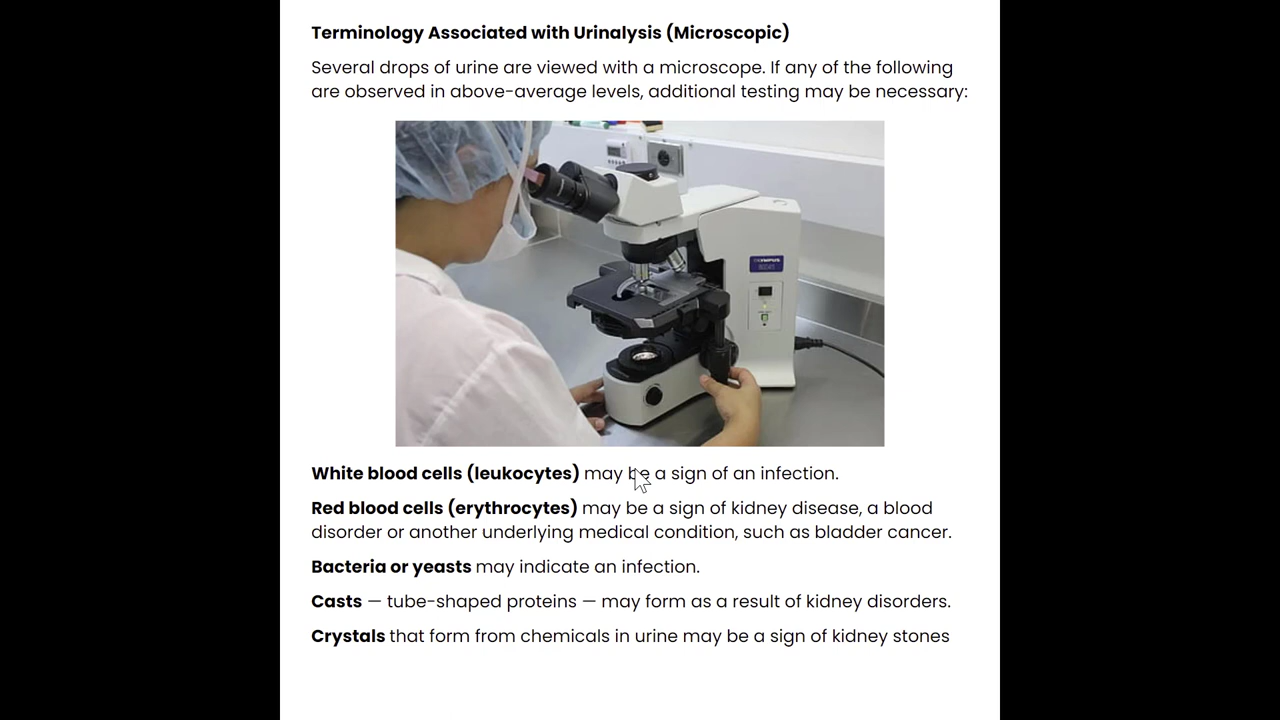 Terminology Associated with Urinalysis (Microscopic)
Several drops of urine are viewed with a microscope. If any of the following
are observed in above-average levels, additional testing may be necessary:
OLYMPUS
White blood cells (leukocytes) may be a sign of an infection.
Red blood cells (erythrocytes) may be a sign of kidney disease, a blood
disorder or another underlying medical condition, such as bladder cancer.
Bacteria or yeasts may indicate an infection.
Casts — tube-shaped proteins — may form as a result of kidney disorders.
Crystals that form from chemicals in urine may be a sign of kidney stones